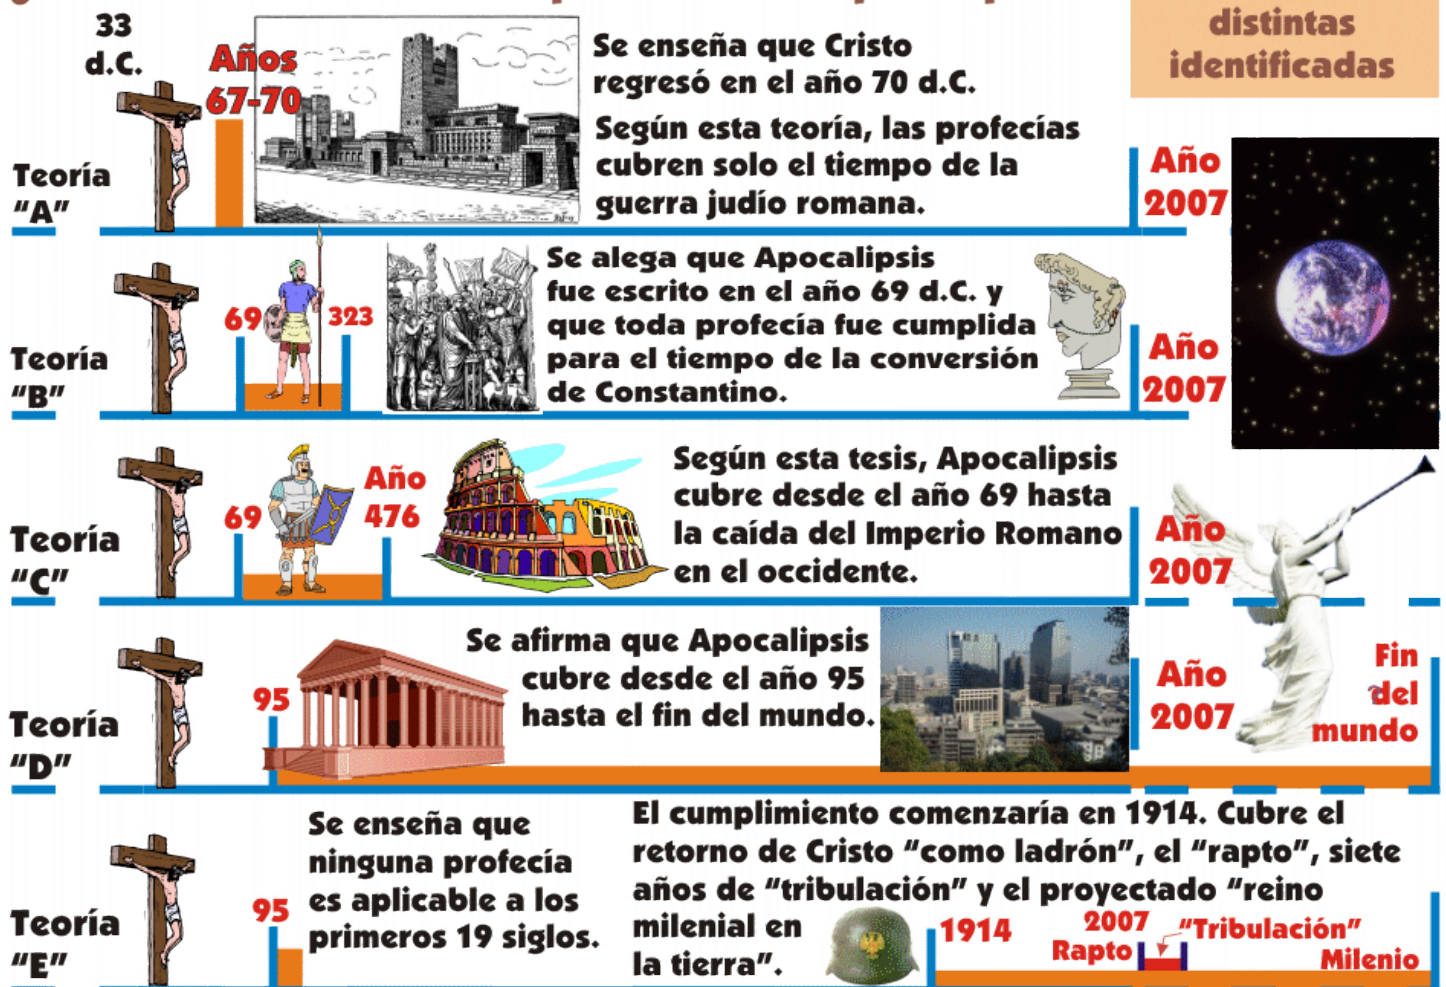 distintas
identificadas
33
d.C.
Años
67-70
Se enseña que Cristo
regresó en el año 70 d.C.
Según esta teoría, las profecías
cubren solo el tiempo de la
guerra judío romana.
Teoría
“A”
Año
2007
Teoría
“B”
69
323
Se alega que Apocalipsis
fue escrito en el año 69 d.C. y
que toda profecía fue cumplida
para el tiempo de la conversión
de Constantino.
Año
2007
Teoría
“C”
69
Año
476
Según esta tesis, Apocalipsis
cubre desde el año 69 hasta
la caída del Imperio Romano
en el occidente.
Año
2007
Teoría
“D”
95
Se afirma que Apocalipsis
cubre desde el año 95
hasta el fin del mundo.
Año
2007
Fin
del
mundo
Teoría
“E”
95
Se enseña que
ninguna profecía
es aplicable a los
primeros 19 siglos.
El cumplimiento comenzaría en 1914. Cubre el
retorno de Cristo “como ladrón”, el “rapto”, siete
años de “tribulación” y el proyectado “reino
milenial en
la tierra”.
1914
2007
Rapto
“Tribulación”
Milenio